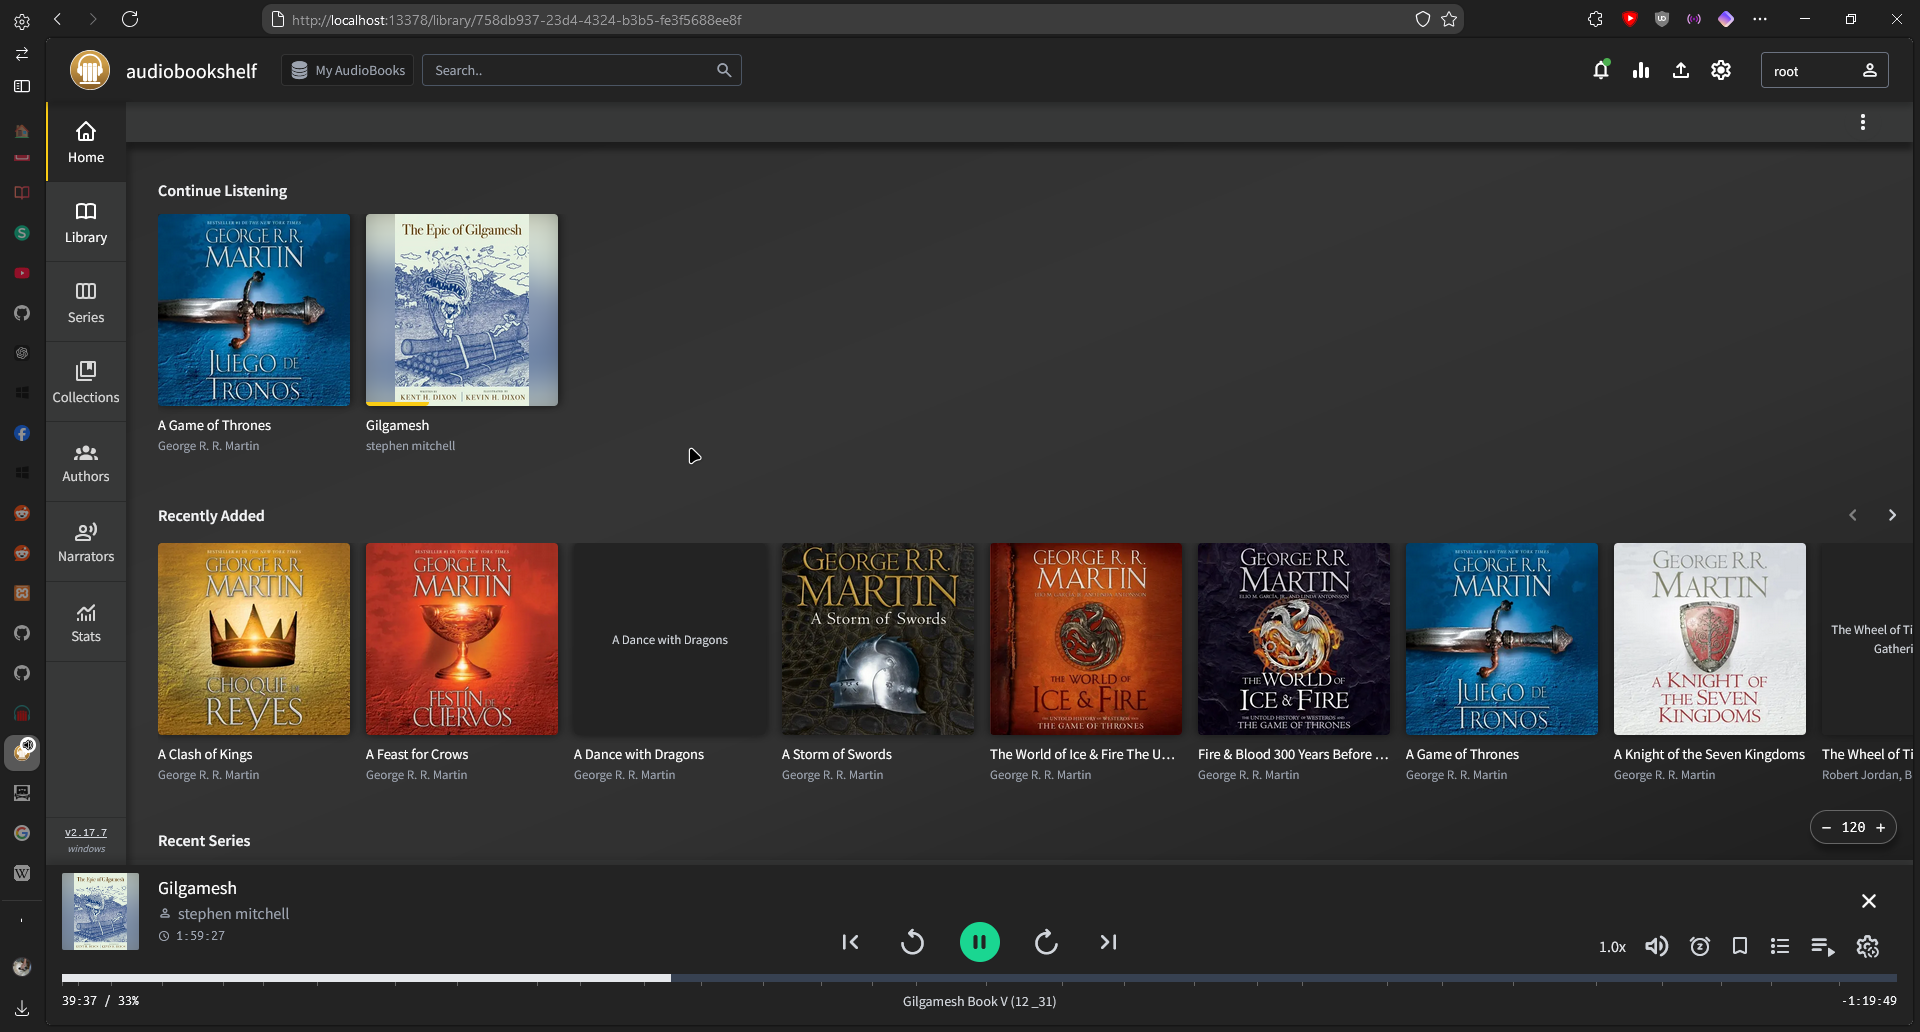 http://localhost:13378/library/758db937-23d4-4324-b3b5-fe3f5688ee8f
audiobookshelf
My AudioBooks
Search..
root
Home
Library
Series
Collections
Authors
Narrators
Stats
v2.17.7
windows
Continue Listening
GEORGE R.R.
MARTIN
JUEGO DE
TRONOS
The Epic of Gilgamesh
KENT H. DIXON | KEVIN H. DIXON
A Game of Thrones
George R. R. Martin
Gilgamesh
stephen mitchell
Recently Added
GEORGE R.R.
MARTIN
CHOQUE DE
REYES
GEORGE R.R.
MARTIN
FESTÍN DE
CUERVOS
A Dance with Dragons
GEORGE R.R.
MARTIN
A Storm of Swords
GEORGE R.R.
MARTIN
THE WORLD OF
ICE & FIRE
THE UNTOLD HISTORY OF WESTEROS AND
THE GAME OF THRONES
GEORGE R.R.
MARTIN
ELIO M. GARCÍA, JR., AND LINDA ANTONSSON
THE WORLD OF
ICE & FIRE
THE UNTOLD HISTORY OF WESTEROS AND
THE GAME OF THRONES
GEORGE R.R.
MARTIN
JUEGO DE
TRONOS
GEORGE R.R.
MARTIN
A KNIGHT OF
THE SEVEN
KINGDOMS
The Wheel of Ti
Gatheri
A Clash of Kings
George R. R. Martin
A Feast for Crows
George R. R. Martin
A Dance with Dragons
George R. R. Martin
A Storm of Swords
George R. R. Martin
The World of Ice & Fire The U...
George R. R. Martin
Fire & Blood 300 Years Before ...
George R. R. Martin
A Game of Thrones
George R. R. Martin
A Knight of the Seven Kingdoms
George R. R. Martin
The Wheel of Ti
Robert Jordan, B
Recent Series
− 120 +
Gilgamesh
stephen mitchell
1:59:27
1.0x
39:37 / 33%
Gilgamesh Book V (12 _31)
-1:19:49